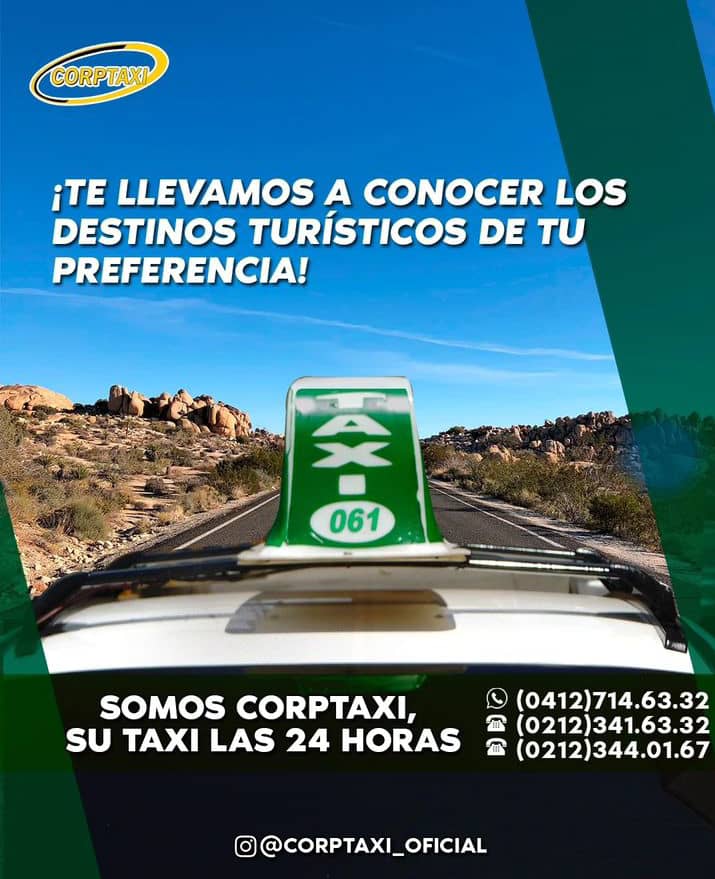 CORPTAXI
¡TE LLEVAMOS A CONOCER LOS
DESTINOS TURÍSTICOS DE TU
PREFERENCIA!
TAXI
061
SOMOS CORPTAXI,
SU TAXI LAS 24 HORAS
(0412)714.63.32
(0212)341.63.32
(0212)344.01.67
@CORPTAXI_OFICIAL